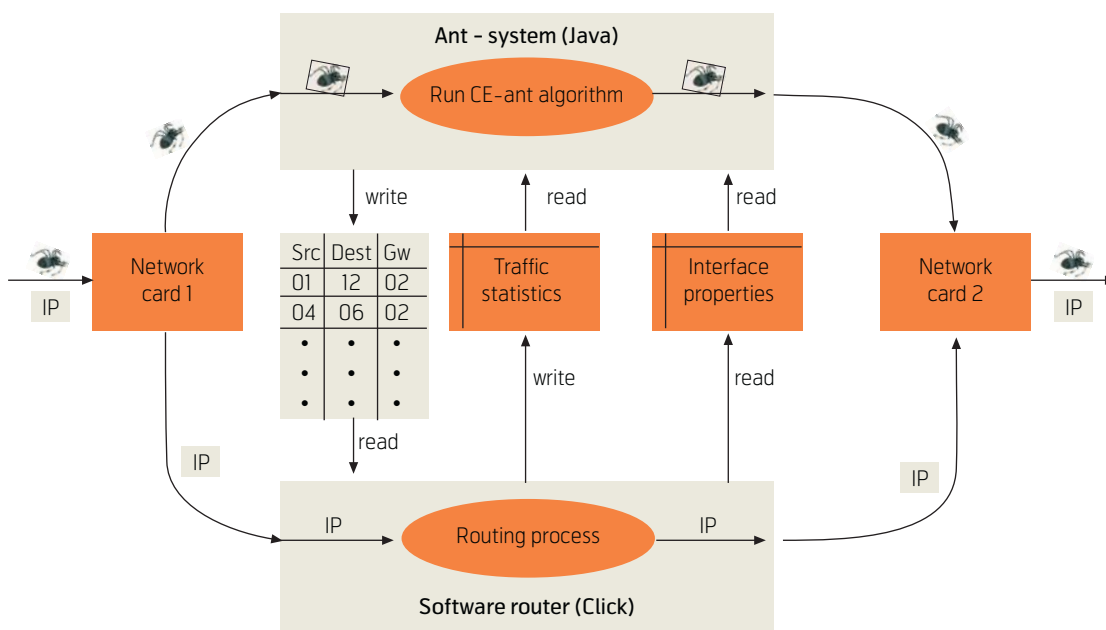 Ant - system (Java)
Run CE-ant algorithm
write
read
read
IP
Network
card 1
Src Dest Gw
01 12 02
04 06 02
Traffic
statistics
Interface
properties
Network
card 2
IP
write
read
read
IP
IP
IP
Routing process
IP
Software router (Click)